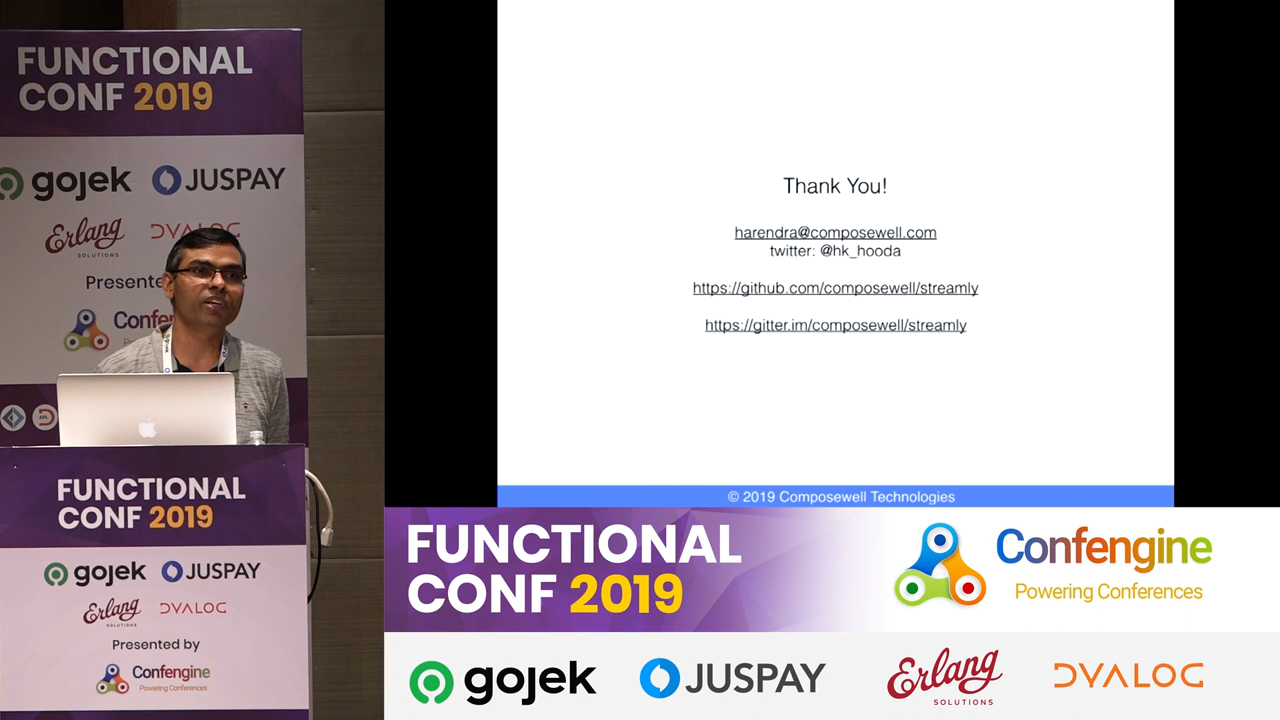 FUNCTIONAL
CONF 2019
gojek
JUSPAY
Erlang
SOLUTIONS
DYALOG
FUNCTIONAL
CONF 2019
gojek
JUSPAY
Erlang
SOLUTIONS
DYALOG
Presented by
Confengine
Powering Conferences
Thank You!
harendra@composewell.com
twitter: @hk_hooda
https://github.com/composewell/streamly
https://gitter.im/composewell/streamly
© 2019 Composewell Technologies
FUNCTIONAL
CONF 2019
Confengine
Powering Conferences
gojek
JUSPAY
Erlang
SOLUTIONS
DYALOG